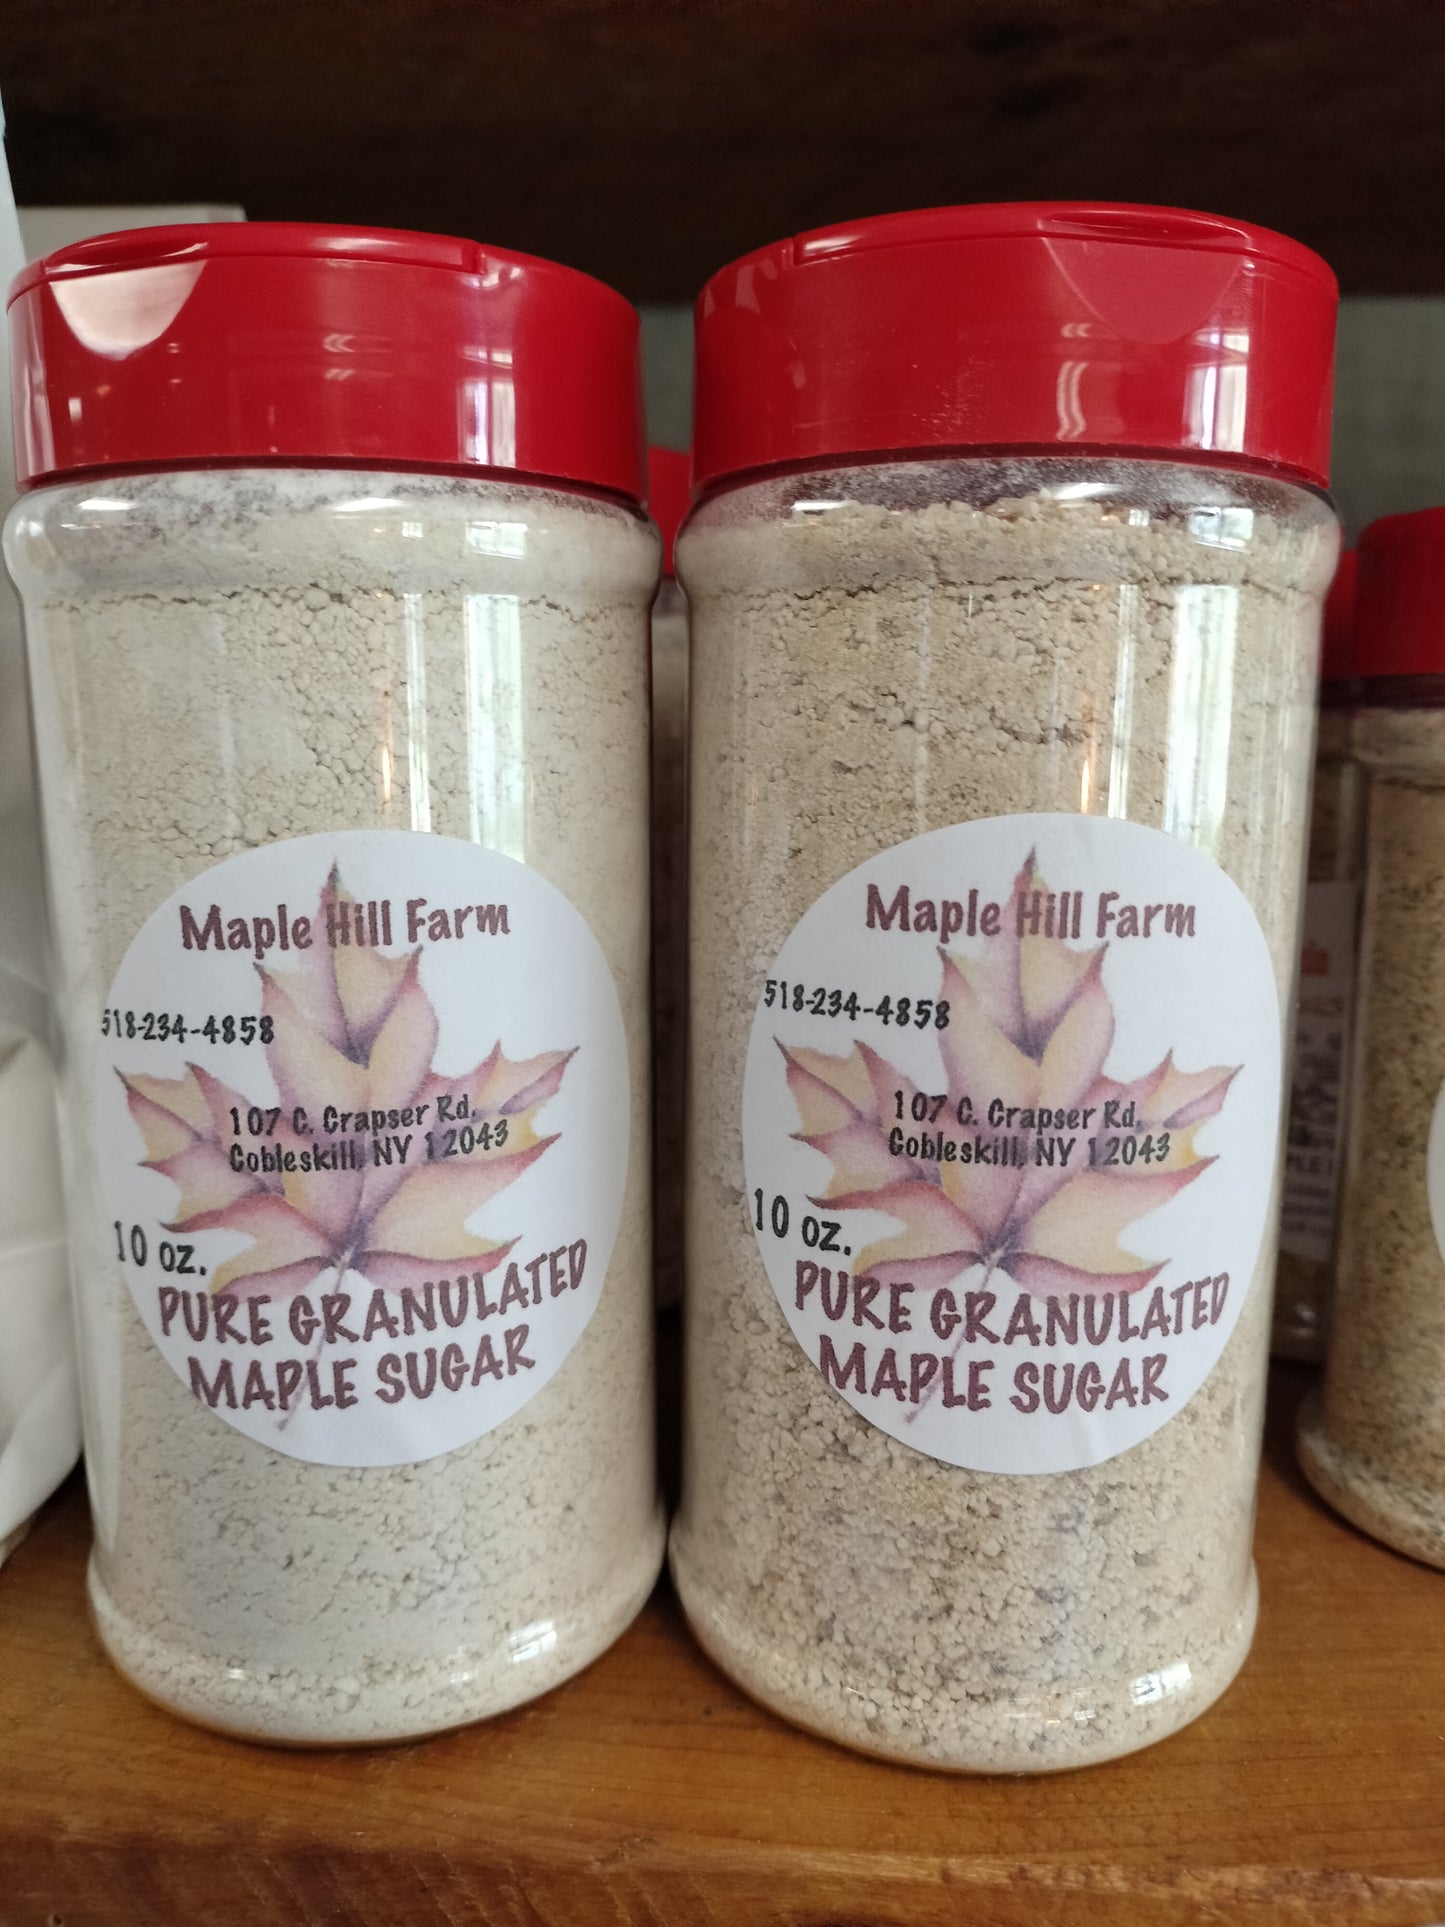 Maple Hill Farm
518-234-4858
107 C. Crapser Rd.
Cobleskill, NY 12043
10 oz.
PURE GRANULATED
MAPLE SUGAR
Maple Hill Farm
518-234-4858
107 C. Crapser Rd.
Cobleskill, NY 12043
10 oz.
PURE GRANULATED
MAPLE SUGAR